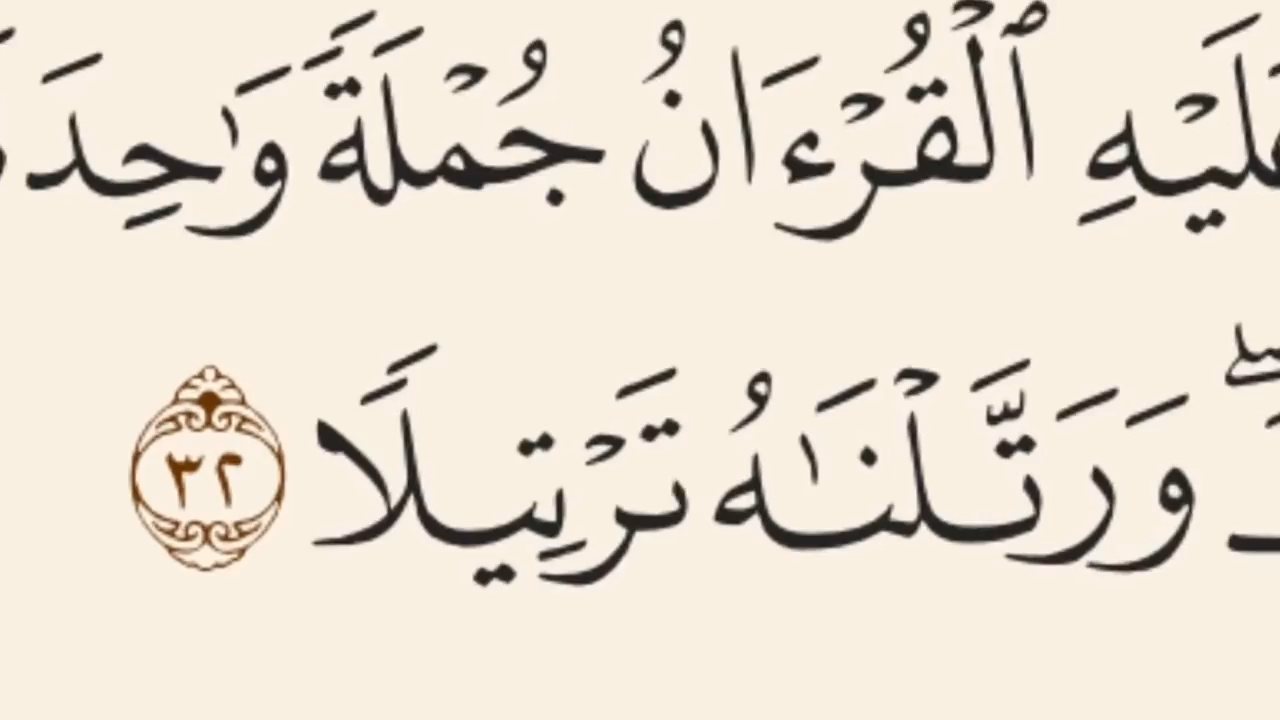 عَلَيْهِ ٱلْقُرْءَانُ جُمْلَةً وَٰحِدَ
وَرَتَّلْنَٰهُ تَرْتِيلًا ٣٢